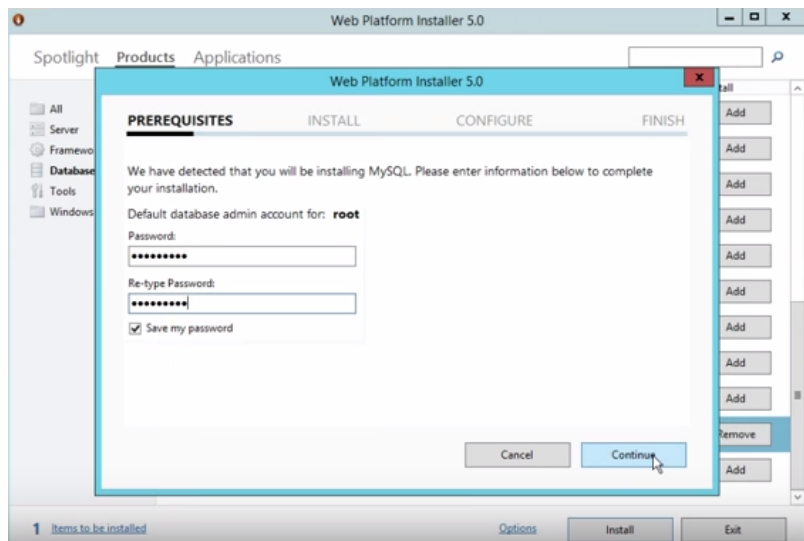 Web Platform Installer 5.0
Spotlight Products Applications
Web Platform Installer 5.0
All
Server
Framewo
Database
Tools
Windows
PREREQUISITES INSTALL CONFIGURE FINISH
We have detected that you will be installing MySQL. Please enter information below to complete
your installation.
Default database admin account for: root
Password:
•••••••••
Re-type Password:
•••••••••
Save my password
Cancel Continue
tall
Add
Add
Add
Add
Add
Add
Add
Add
Add
Remove
Add
1 Items to be installed Options Install Exit